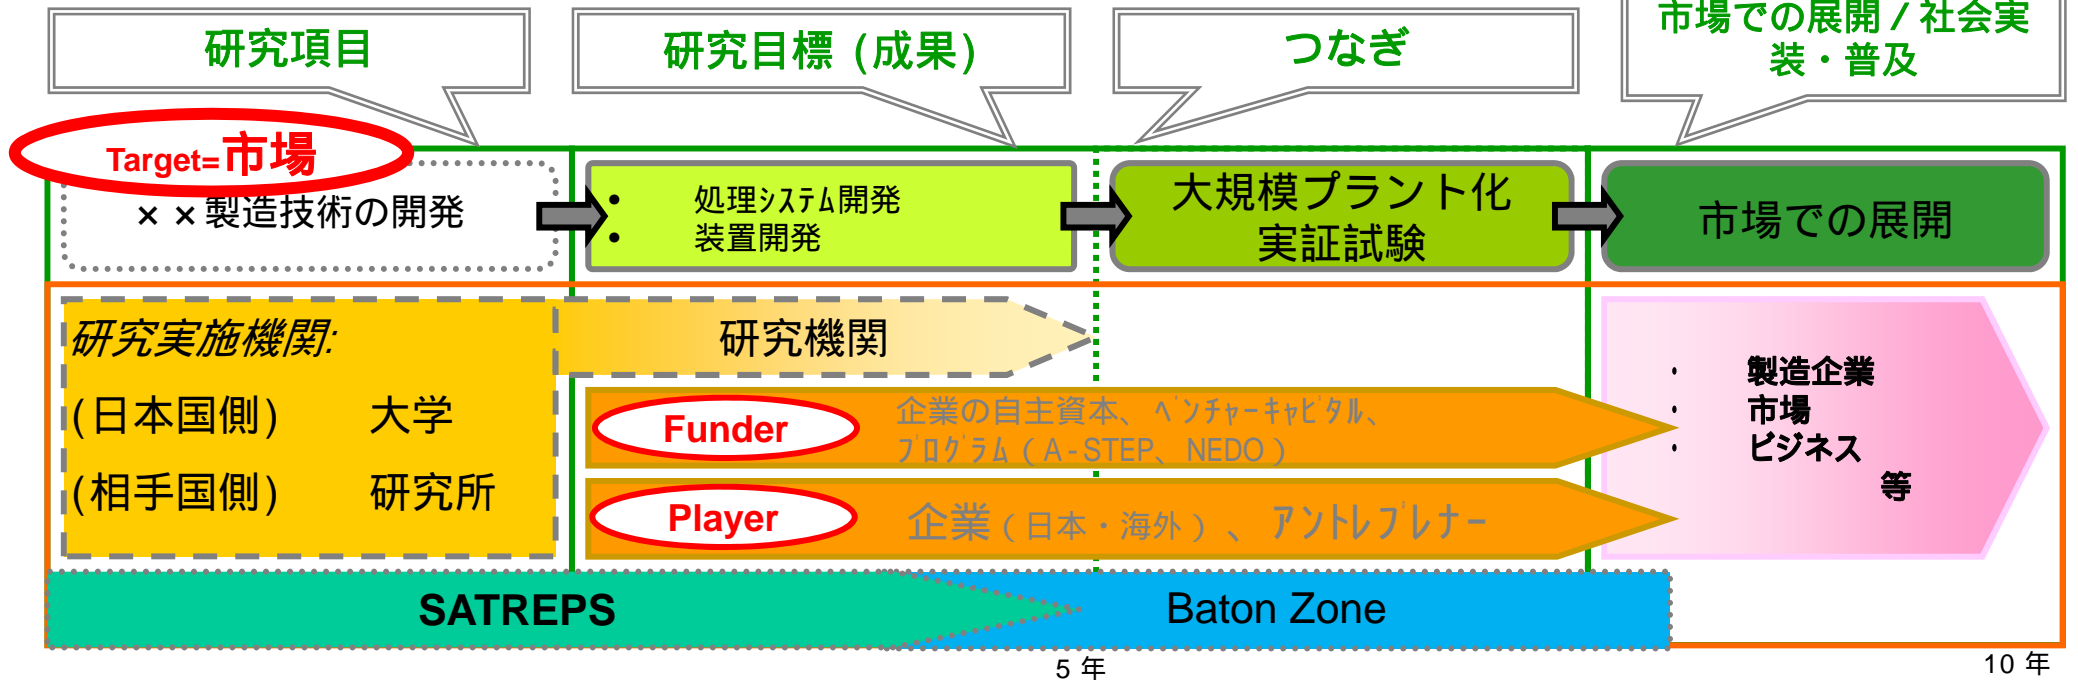 研究項目
研究目標（成果）
つなぎ
市場での展開／社会実
装・普及
Target=市場
××製造技術の開発
• 処理ｼｽﾃﾑ開発
• 装置開発
大規模プラント化
実証試験
市場での展開
研究実施機関:
(日本国側) 大学
(相手国側) 研究所
研究機関
Funder
企業の自主資本、ﾍﾞﾝﾁｬｰｷｬﾋﾟﾀﾙ、
ﾌﾟﾛｸﾞﾗﾑ（A-STEP、NEDO）
Player
企業（日本・海外）、ｱﾝﾄﾚﾌﾟﾚﾅｰ
・ 製造企業
・ 市場
・ ビジネス
等
SATREPS
Baton Zone
5 年
10 年